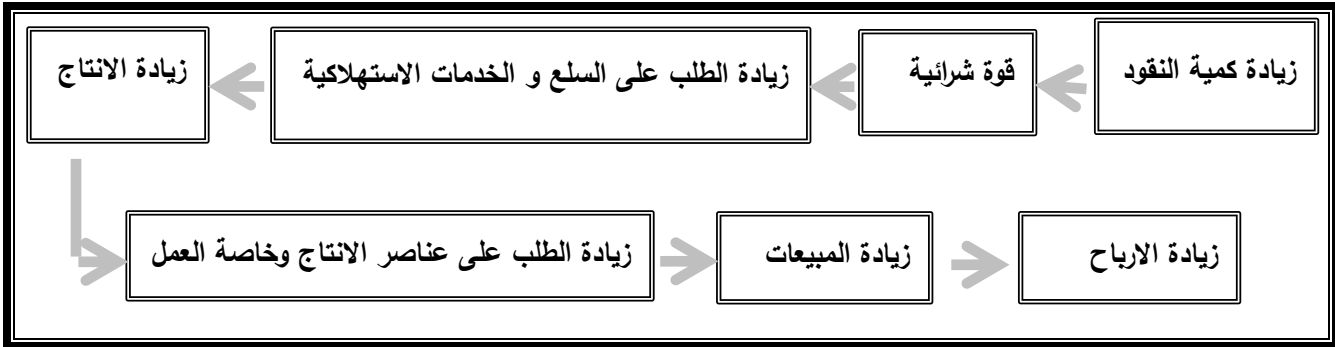 زيادة كمية النقود
قوة شرائية
زيادة الطلب على السلع و الخدمات الاستهلاكية
زيادة الانتاج
زيادة الطلب على عناصر الانتاج وخاصة العمل
زيادة المبيعات
زيادة الارباح